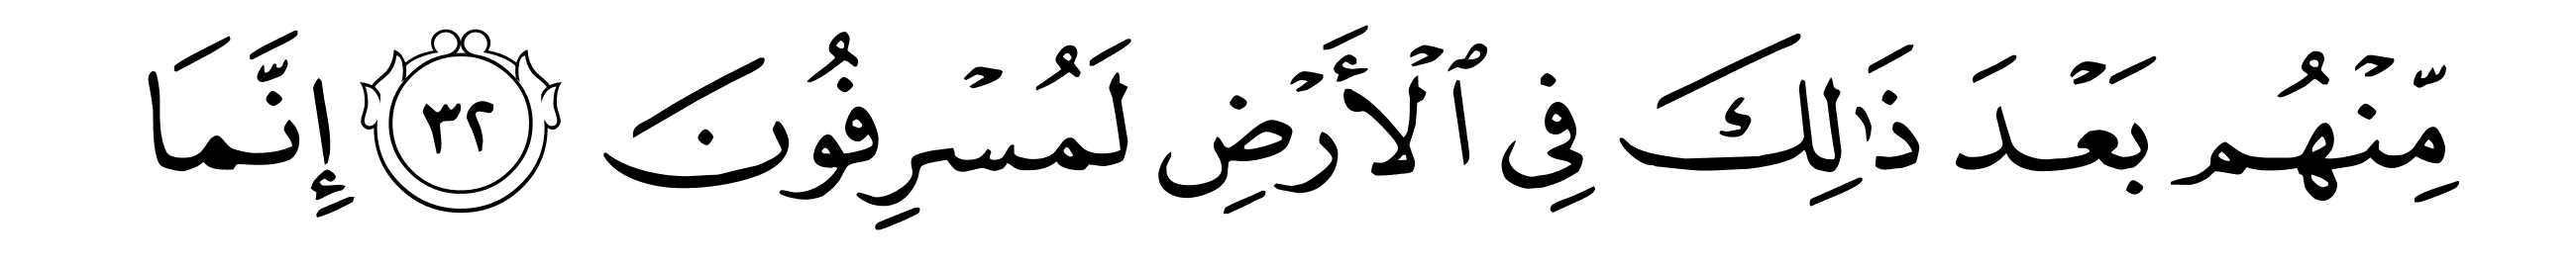 مِّنْهُم بَعْدَ ذَٰلِكَ فِي ٱلْأَرْضِ لَمُسْرِفُونَ ٣٢ إِنَّمَا